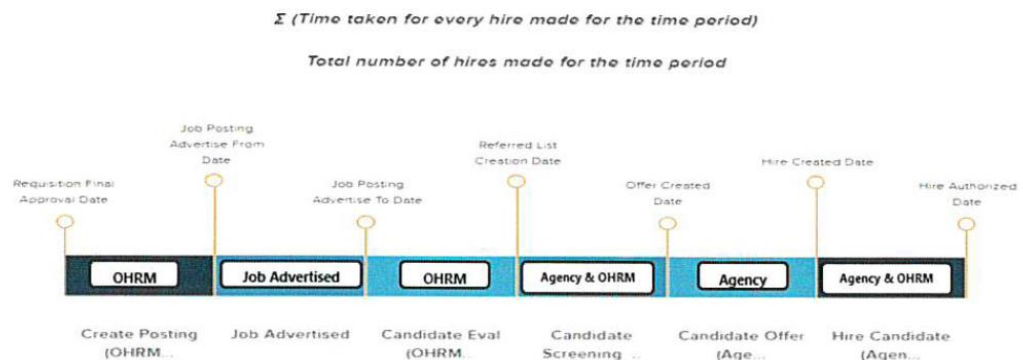 Σ (Time taken for every hire made for the time period)
Total number of hires made for the time period
Requisition Final
Approval Date
Job Posting
Advertise From
Date
Job Posting
Advertise To Date
Referred List
Creation Date
Offer Created
Date
Hire Created Date
Hire Authorized
Date
OHRM
Job Advertised
OHRM
Agency & OHRM
Agency
Agency & OHRM
Create Posting
(OHRM...
Job Advertised
Candidate Eval
(OHRM...
Candidate
Screening ...
Candidate Offer
(Age...
Hire Candidate
(Agen...